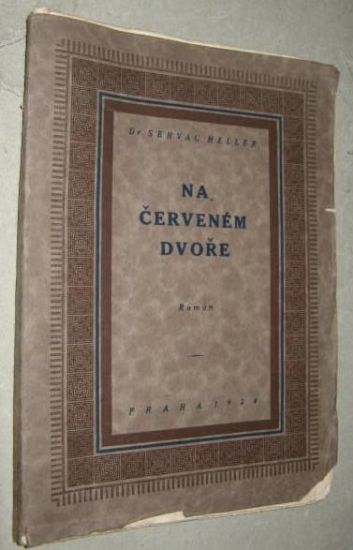 Dr SERVÁC HELLER
NA
ČERVENÉM
DVOŘE
Román
PRAHA 1924